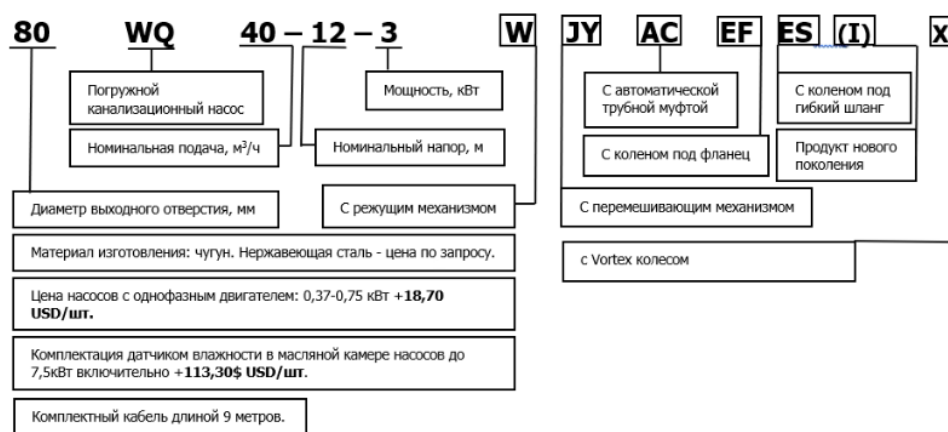 80 WQ 40 – 12 – 3 W JY AC EF ES (I) X
Погружной
канализационный насос
Мощность, кВт
С автоматической
трубной муфтой
С коленом под
гибкий шланг
Номинальная подача, м³/ч
Номинальный напор, м
С коленом под фланец
Продукт нового
поколения
Диаметр выходного отверстия, мм
С режущим механизмом
С перемешивающим механизмом
Материал изготовления: чугун. Нержавеющая сталь - цена по запросу.
с Vortex колесом
Цена насосов с однофазным двигателем: 0,37-0,75 кВт +18,70
USD/шт.
Комплектация датчиком влажности в масляной камере насосов до
7,5кВт включительно +113,30$ USD/шт.
Комплектный кабель длиной 9 метров.